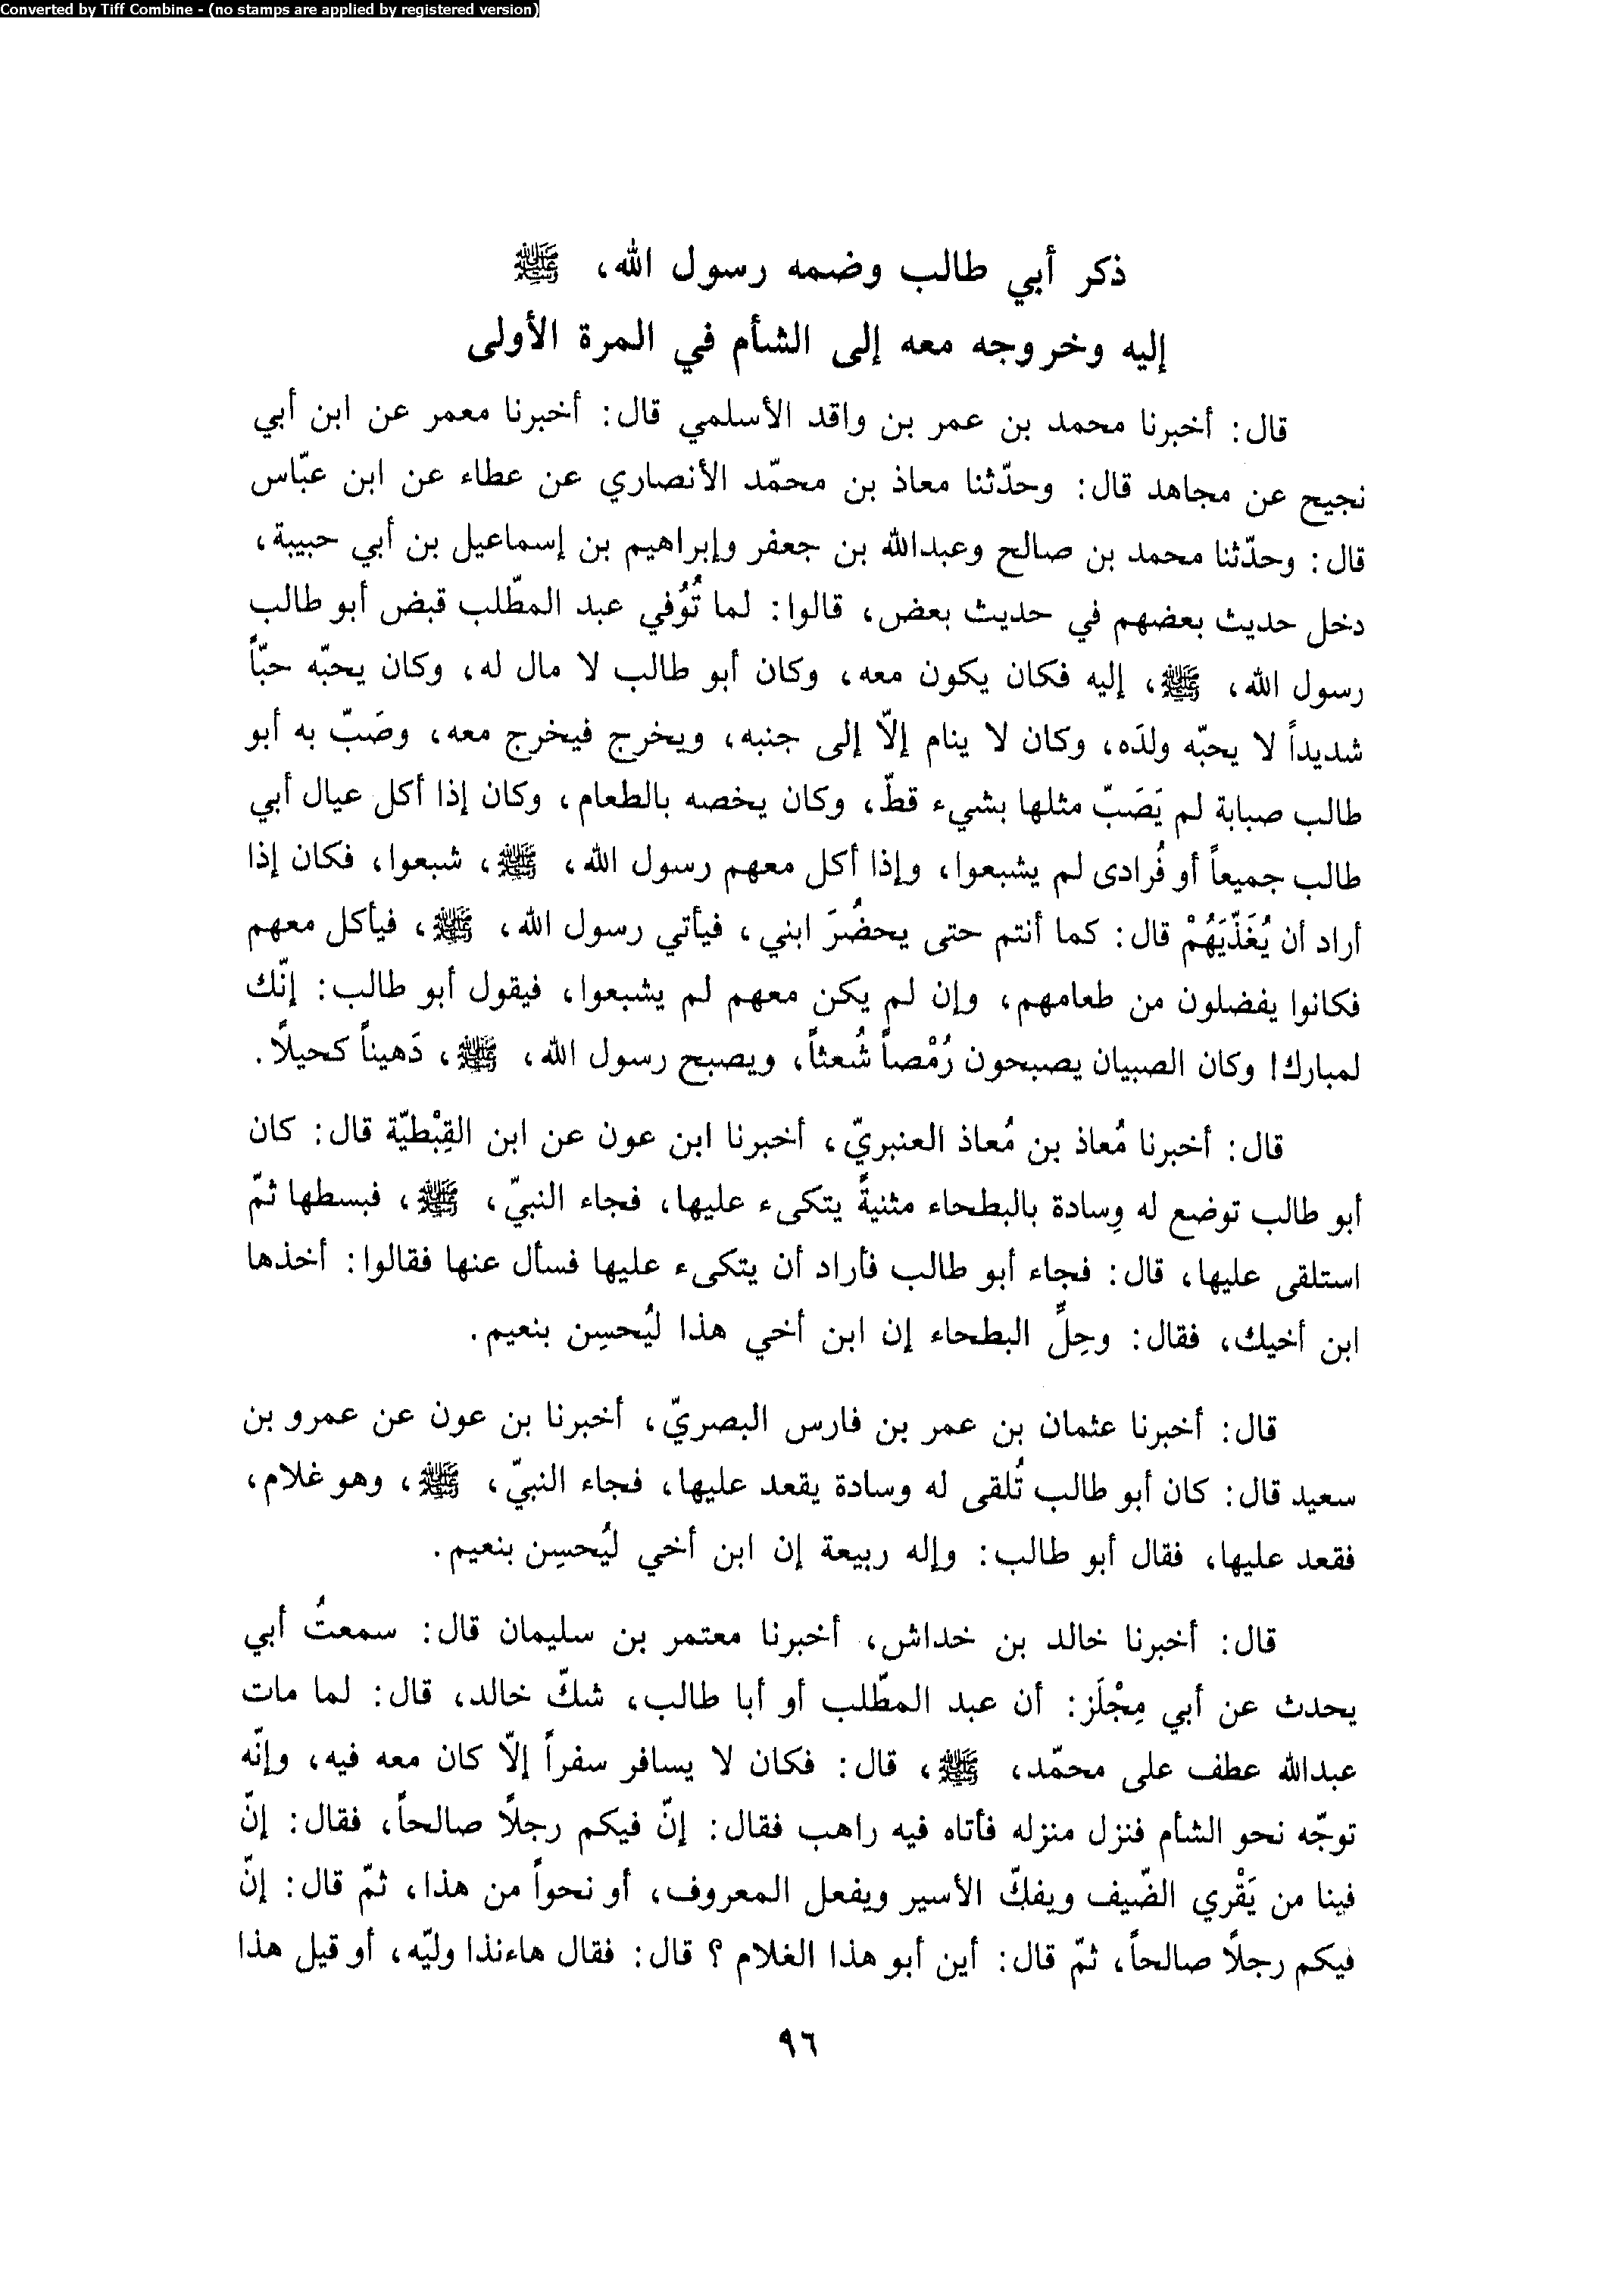 Converted by Tiff Combine - (no stamps are applied by registered version)
ذكر أبي طالب وضمه رسول الله، ﷺ
إليه وخروجه معه إلى الشأم في المرة الأولى
قال: أخبرنا محمد بن عمر بن واقد الأسلمي قال: أخبرنا معمر عن ابن أبي
نجيح عن مجاهد قال: وحدّثنا معاذ بن محمّد الأنصاري عن عطاء عن ابن عبّاس
قال: وحدّثنا محمد بن صالح وعبدالله بن جعفر وإبراهيم بن إسماعيل بن أبي حبيبة،
دخل حديث بعضهم في حديث بعض، قالوا: لما تُوُفي عبد المطّلب قبض أبو طالب
رسول الله، ﷺ، إليه فكان يكون معه، وكان أبو طالب لا مال له، وكان يحبّه حبّاً
شديداً لا يحبّه ولدَه، وكان لا ينام إلاّ إلى جنبه، ويخرج فيخرج معه، وصَبّ به أبو
طالب صبابة لم يَصَبّ مثلها بشيء قطّ، وكان يخصه بالطعام، وكان إذا أكل عيال أبي
طالب جميعاً أو فُرادى لم يشبعوا، وإذا أكل معهم رسول الله، ﷺ، شبعوا، فكان إذا
أراد أن يُغَذّيَهُمْ قال: كما أنتم حتى يحضُرَ ابني، فيأتي رسول الله، ﷺ، فيأكل معهم
فكانوا يفضلون من طعامهم، وإن لم يكن معهم لم يشبعوا، فيقول أبو طالب: إنّك
لمبارك! وكان الصبيان يصبحون رُمْصاً شُعثاً، ويصبح رسول الله، ﷺ، دَهيناً كحيلاً.
قال: أخبرنا مُعاذ بن مُعاذ العنبريّ، أخبرنا ابن عون عن ابن القِبْطيّة قال: كان
أبو طالب توضع له وِسادة بالبطحاء مثنيةً يتكىء عليها، فجاء النبيّ، ﷺ، فبسطها ثمّ
استلقى عليها، قال: فجاء أبو طالب فأراد أن يتكىء عليها فسأل عنها فقالوا: أخذها
ابن أخيك، فقال: وحِلِّ البطحاء إن ابن أخي هذا ليُحسِن بنعيم.
قال: أخبرنا عثمان بن عمر بن فارس البصريّ، أخبرنا بن عون عن عمرو بن
سعيد قال: كان أبو طالب تُلقى له وسادة يقعد عليها، فجاء النبيّ، ﷺ، وهو غلام،
فقعد عليها، فقال أبو طالب: وإله ربيعة إن ابن أخي ليُحسِن بنعيم.
قال: أخبرنا خالد بن خداش، أخبرنا معتمر بن سليمان قال: سمعتُ أبي
يحدث عن أبي مِجْلَز: أن عبد المطّلب أو أبا طالب، شكّ خالد، قال: لما مات
عبدالله عطف على محمّد، ﷺ، قال: فكان لا يسافر سفراً إلاّ كان معه فيه، وإنّه
توجّه نحو الشأم فنزل منزله فأتاه فيه راهب فقال: إنّ فيكم رجلاً صالحاً، فقال: إنّ
فينا من يَقْري الضّيف ويفكّ الأسير ويفعل المعروف، أو نحواً من هذا، ثمّ قال: إنّ
فيكم رجلاً صالحاً، ثمّ قال: أين أبو هذا الغلام ؟ قال: فقال هاءنذا وليّه، أو قيل هذا
٩٦